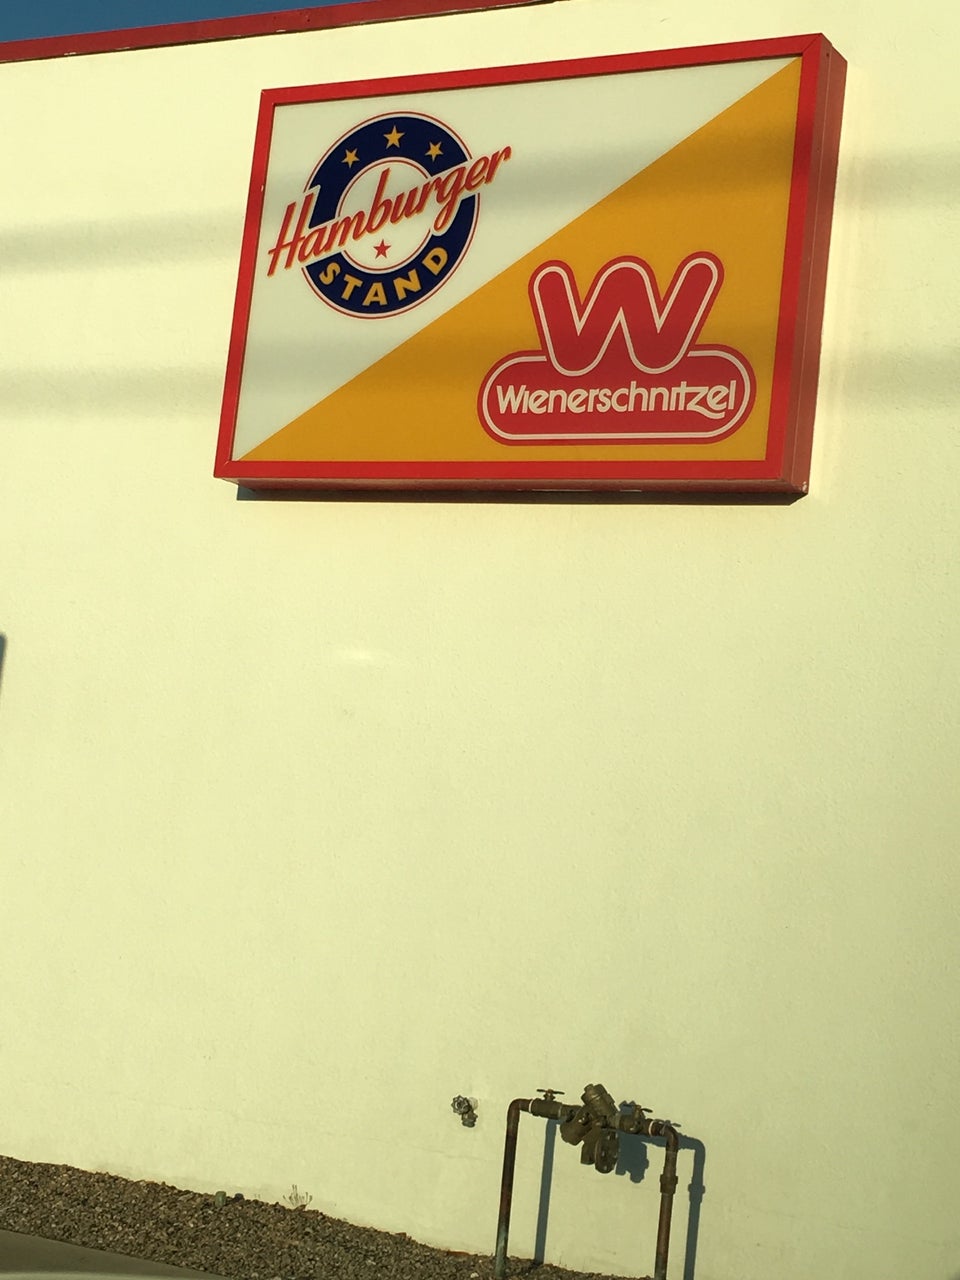 Hamburger
STAND
W
Wienerschnitzel